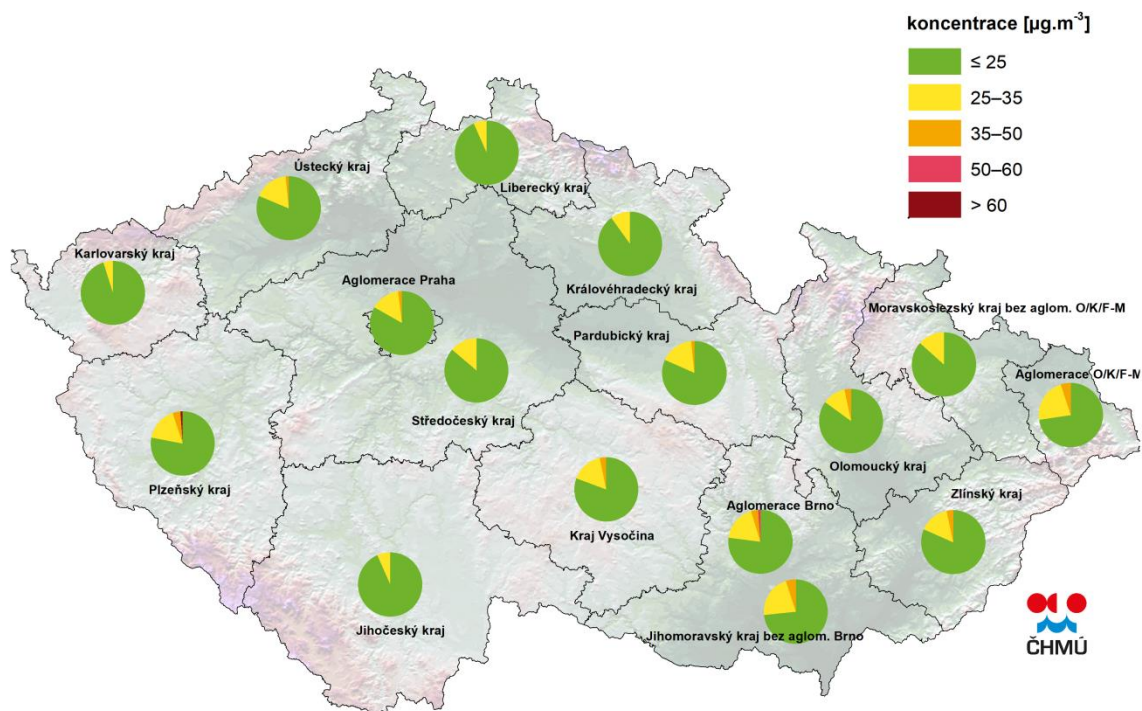 koncentrace [µg.m⁻³]
≤ 25
25–35
35–50
50–60
> 60
Ústecký kraj
Liberecký kraj
Karlovarský kraj
Aglomerace Praha
Královéhradecký kraj
Moravskoslezský kraj bez aglom. O/K/F-M
Pardubický kraj
Aglomerace O/K/F-M
Středočeský kraj
Plzeňský kraj
Olomoucký kraj
Zlínský kraj
Aglomerace Brno
Kraj Vysočina
Jihočeský kraj
Jihomoravský kraj bez aglom. Brno
ČHMÚ